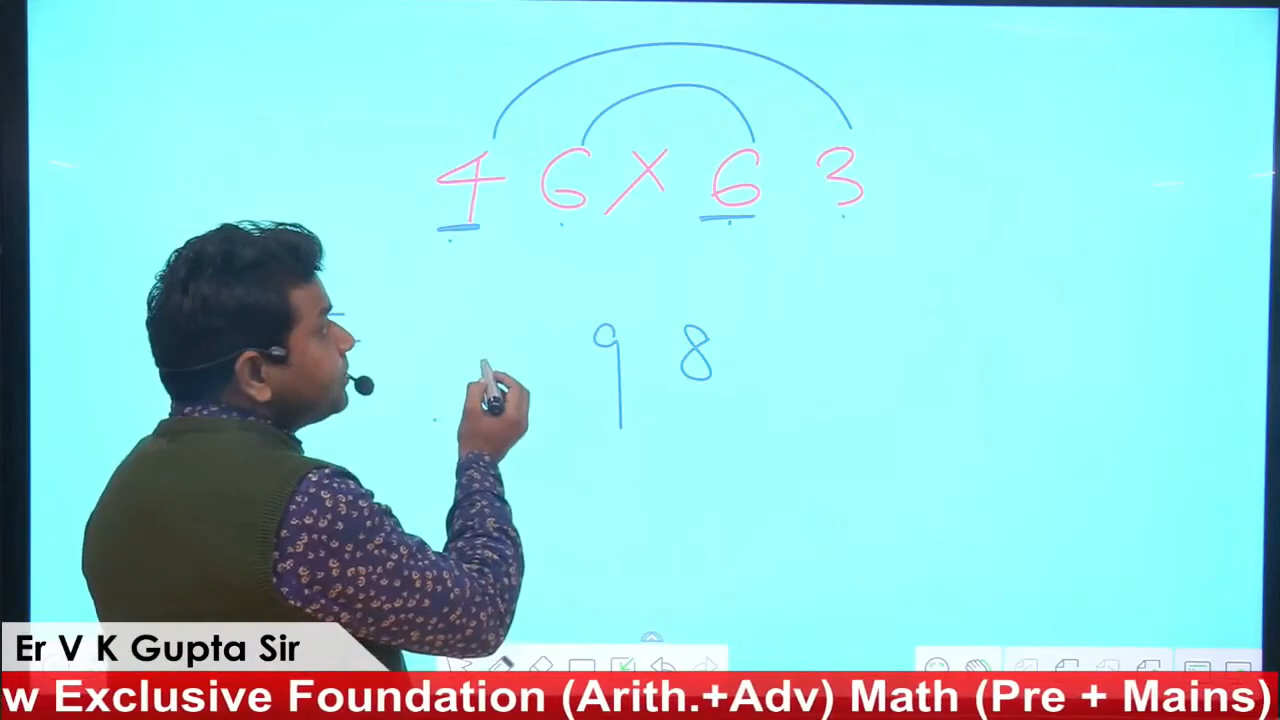 46×63
98
Er V K Gupta Sir
w Exclusive Foundation (Arith.+Adv) Math (Pre + Mains)